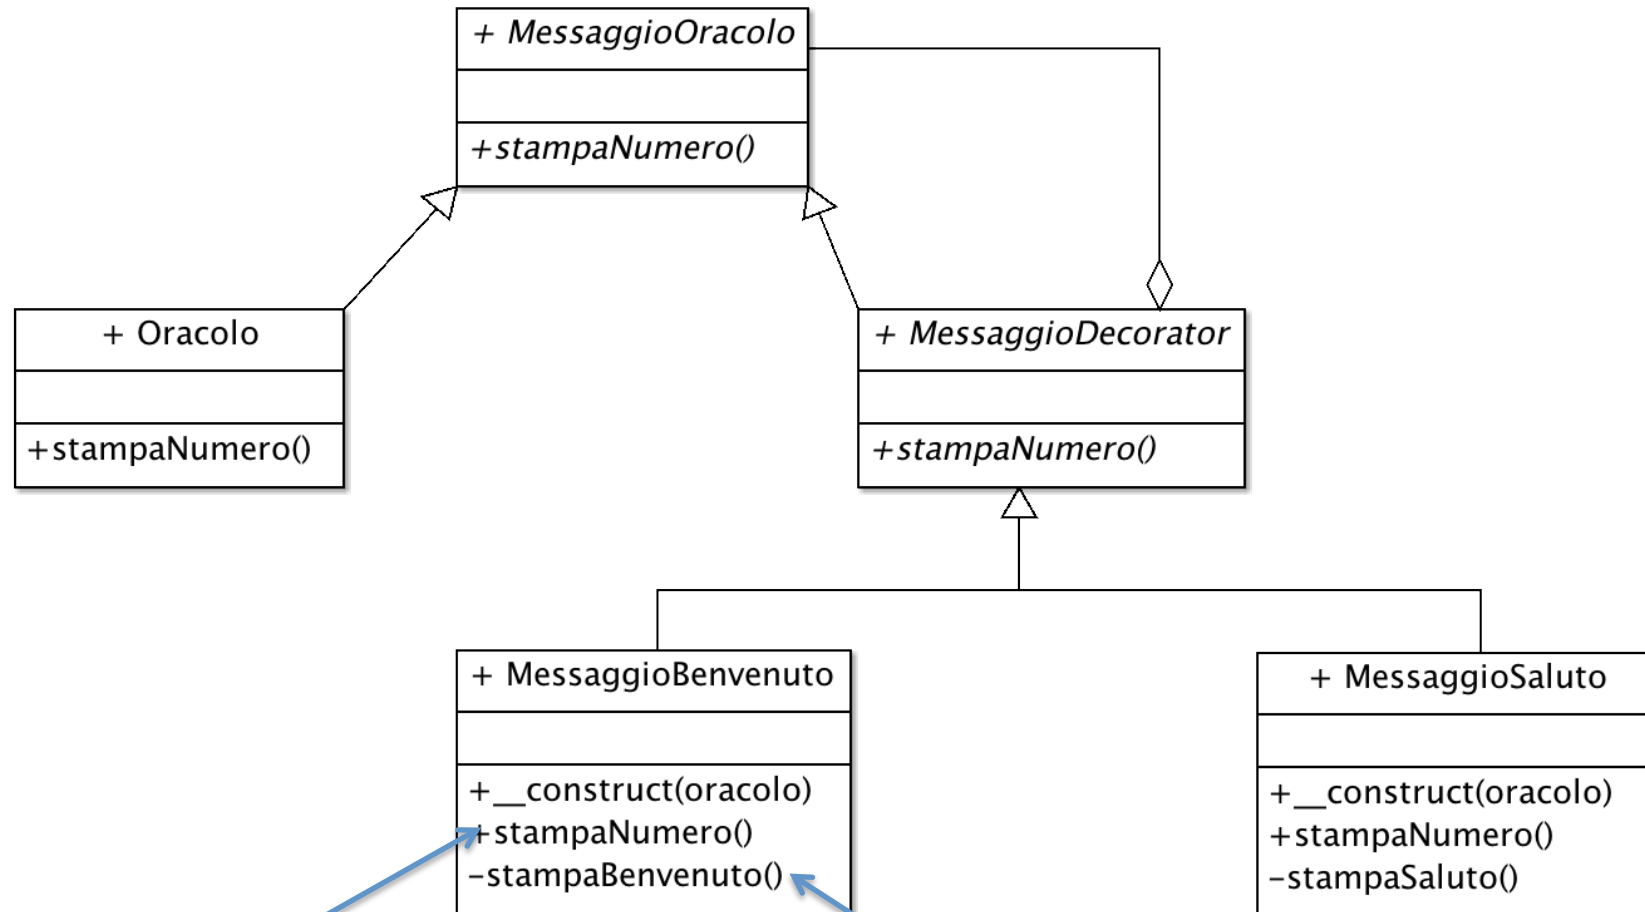 + MessaggioOracolo
+stampaNumero()
+ Oracolo
+stampaNumero()
+ MessaggioDecorator
+stampaNumero()
+ MessaggioBenvenuto
+__construct(oracolo)
+stampaNumero()
-stampaBenvenuto()
+ MessaggioSaluto
+__construct(oracolo)
+stampaNumero()
-stampaSaluto()